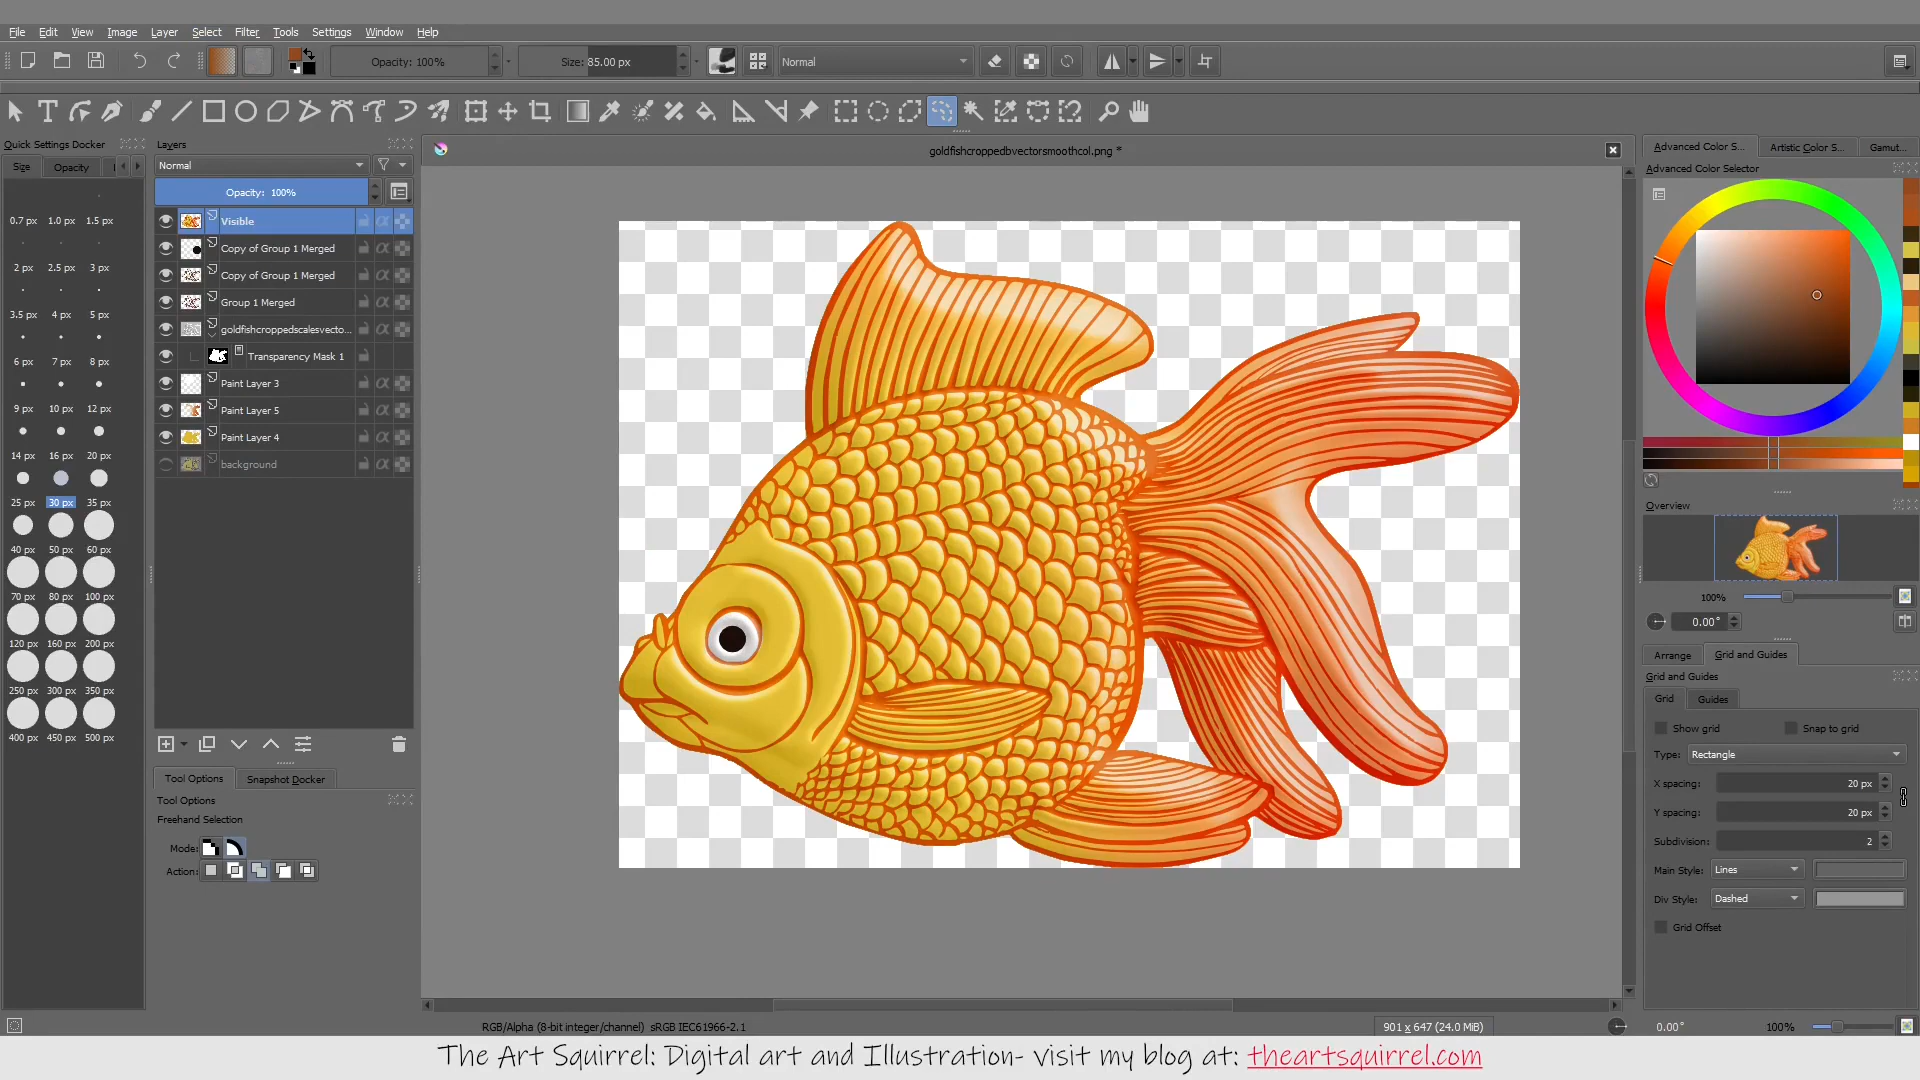 File Edit View Image Layer Select Filter Tools Settings Window Help
Opacity: 100%
Size: 85.00 px
Normal
Quick Settings Docker
Size Opacity
0.7 px 1.0 px 1.5 px
2 px 2.5 px 3 px
3.5 px 4 px 5 px
6 px 7 px 8 px
9 px 10 px 12 px
14 px 16 px 20 px
25 px 30 px 35 px
40 px 50 px 60 px
70 px 80 px 100 px
120 px 160 px 200 px
250 px 300 px 350 px
400 px 450 px 500 px
Layers
Normal
Opacity: 100%
Visible
Copy of Group 1 Merged
Copy of Group 1 Merged
Group 1 Merged
goldfishcroppedscalesvecto...
Transparency Mask 1
Paint Layer 3
Paint Layer 5
Paint Layer 4
background
Tool Options Snapshot Docker
Tool Options
Freehand Selection
Mode:
Action:
goldfishcroppedbvectorsmoothcol.png *
Advanced Color S... Artistic Color S... Gamut...
Advanced Color Selector
Overview
100%
0.00°
Arrange Grid and Guides
Grid and Guides
Grid Guides
Show grid Snap to grid
Type: Rectangle
X spacing: 20 px
Y spacing: 20 px
Subdivision: 2
Main Style: Lines
Div Style: Dashed
Grid Offset
RGB/Alpha (8-bit integer/channel) sRGB IEC61966-2.1
901 x 647 (24.0 MiB)
0.00°
100%
The Art Squirrel: Digital art and Illustration- visit my blog at: theartsquirrel.com